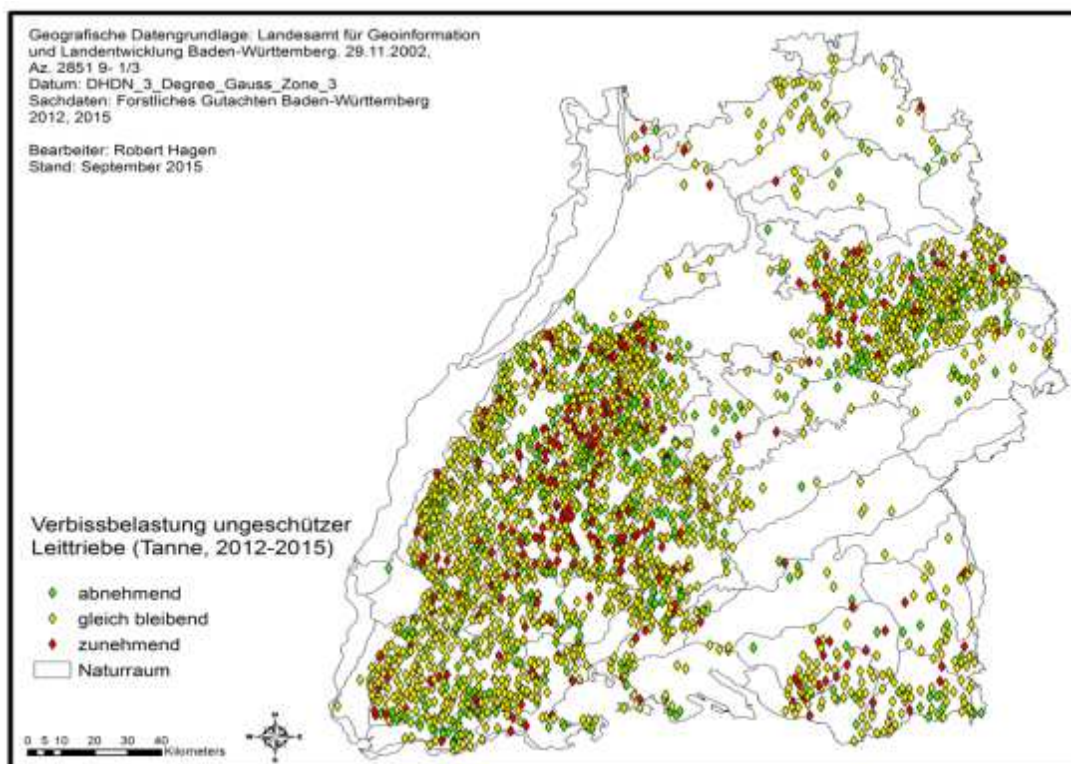 Geografische Datengrundlage: Landesamt für Geoinformation
und Landentwicklung Baden-Württemberg. 29.11.2002,
Az. 2851 9- 1/3
Datum: DHDN_3_Degree_Gauss_Zone_3
Sachdaten: Forstliches Gutachten Baden-Württemberg
2012, 2015
Bearbeiter: Robert Hagen
Stand: September 2015
Verbissbelastung ungeschützer
Leittriebe (Tanne, 2012-2015)
abnehmend
gleich bleibend
zunehmend
Naturraum
0 5 10 20 30 40
Kilometers